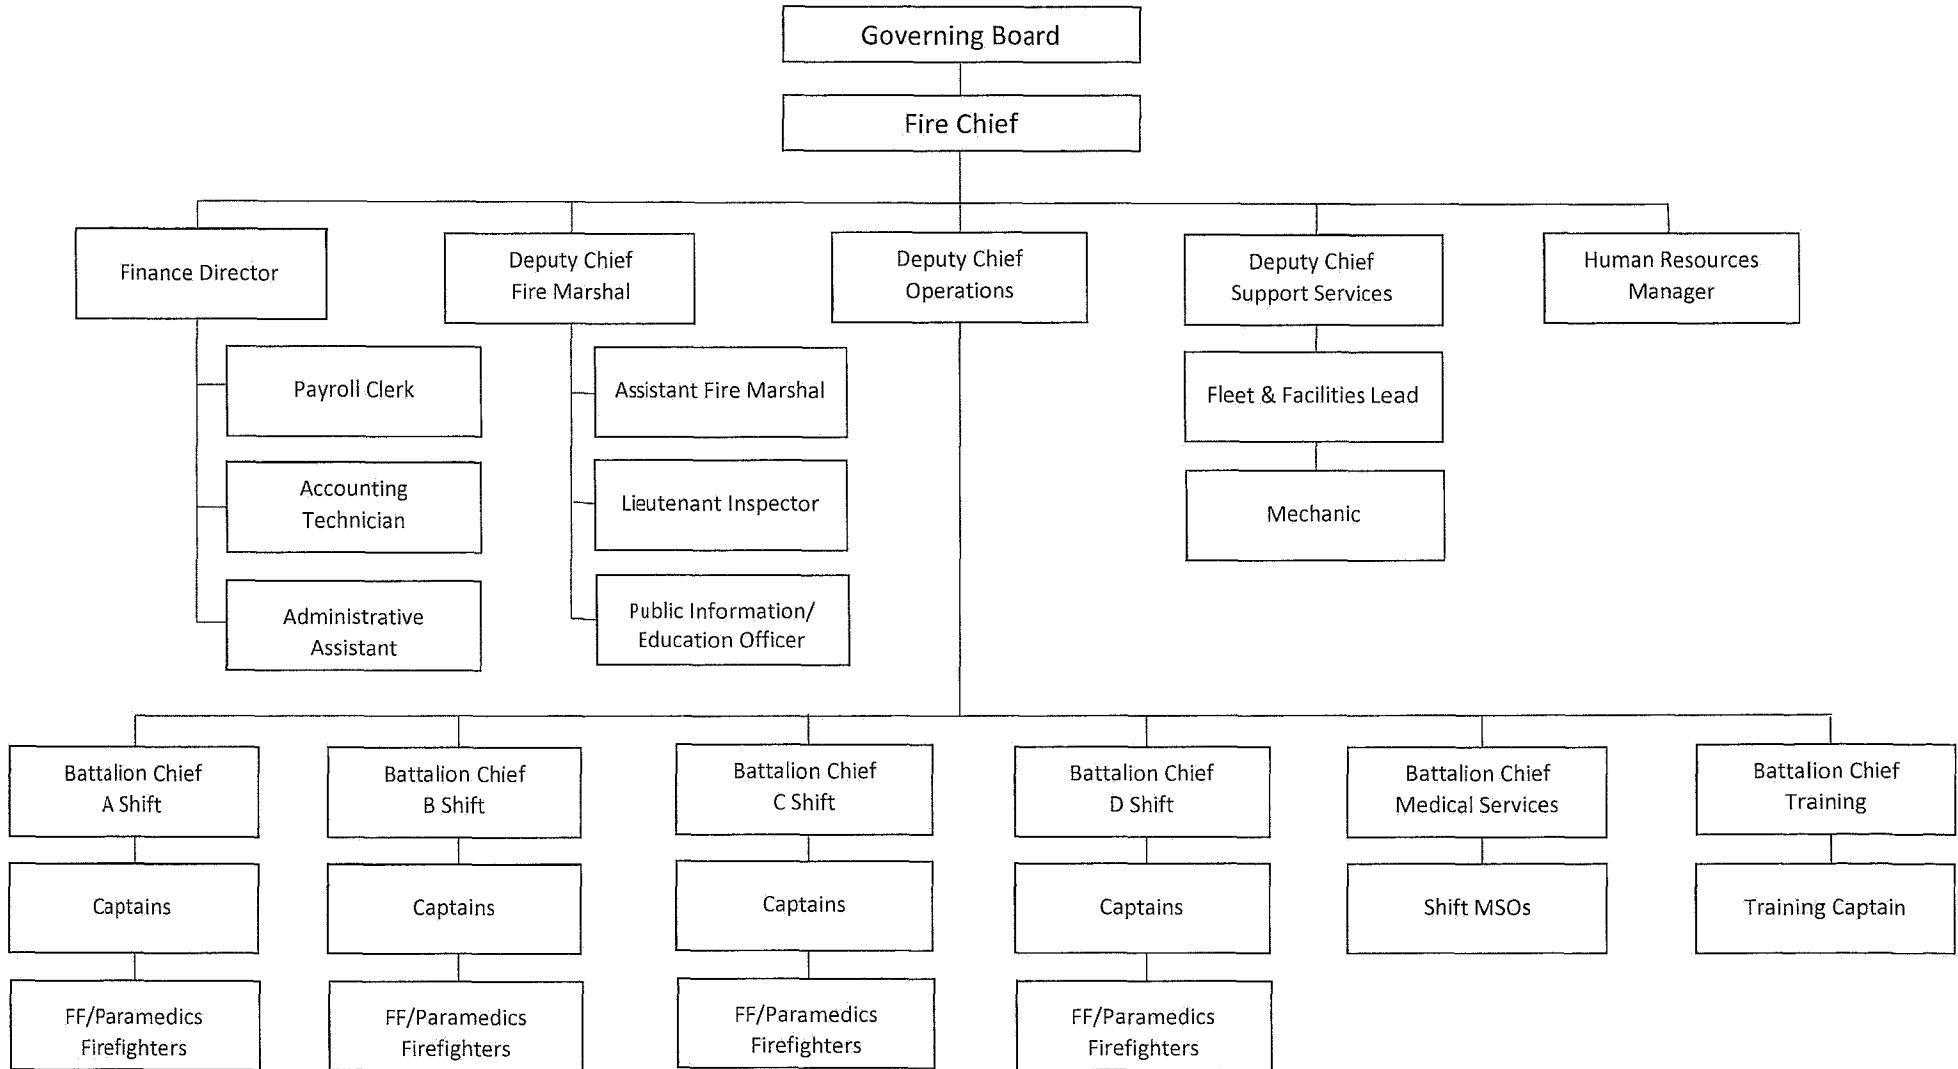 Governing Board
Fire Chief
Finance Director
Deputy Chief
Fire Marshal
Deputy Chief
Operations
Deputy Chief
Support Services
Human Resources
Manager
Payroll Clerk
Accounting
Technician
Administrative
Assistant
Assistant Fire Marshal
Lieutenant Inspector
Public Information/
Education Officer
Fleet & Facilities Lead
Mechanic
Battalion Chief
A Shift
Battalion Chief
B Shift
Battalion Chief
C Shift
Battalion Chief
D Shift
Battalion Chief
Medical Services
Battalion Chief
Training
Captains
Captains
Captains
Captains
Shift MSOs
Training Captain
FF/Paramedics
Firefighters
FF/Paramedics
Firefighters
FF/Paramedics
Firefighters
FF/Paramedics
Firefighters